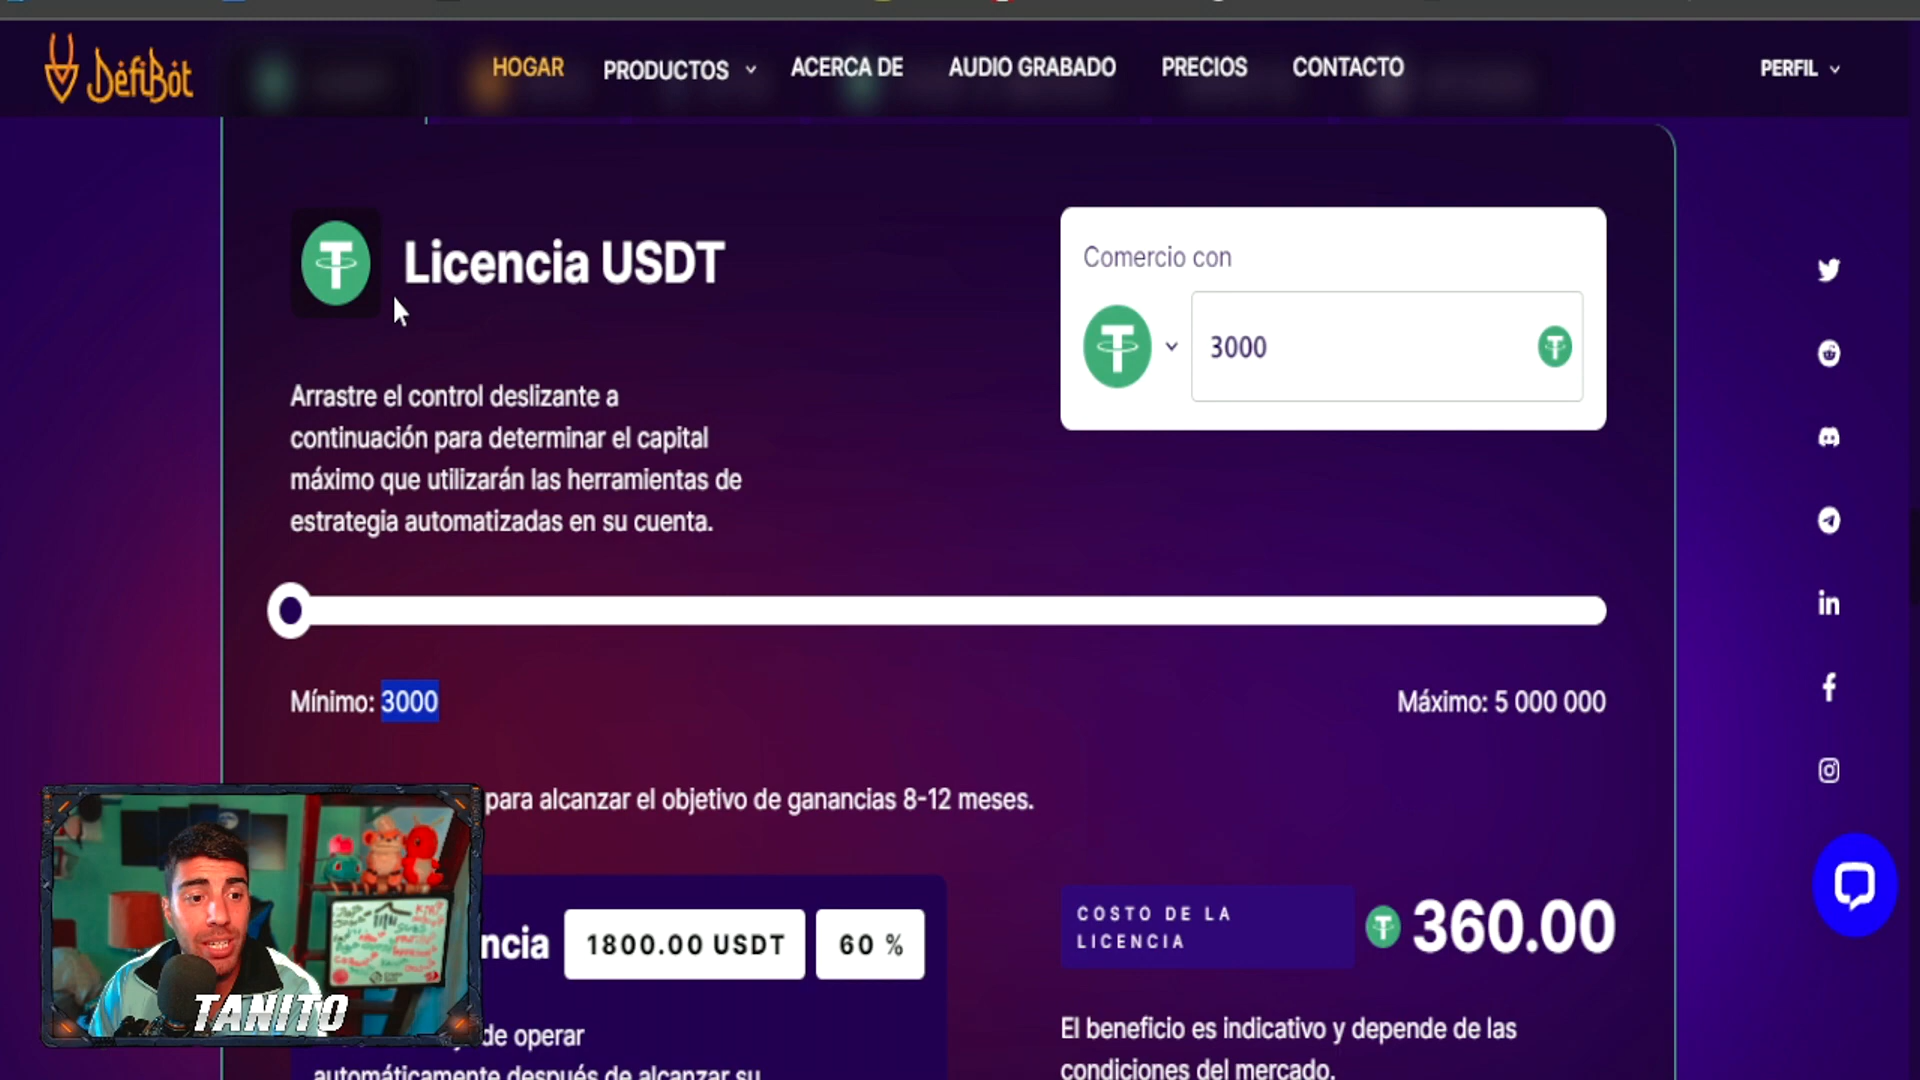 DefiBot
HOGAR
PRODUCTOS
ACERCA DE
AUDIO GRABADO
PRECIOS
CONTACTO
PERFIL
Licencia USDT
Comercio con
3000
Arrastre el control deslizante a
continuación para determinar el capital
máximo que utilizarán las herramientas de
estrategia automatizadas en su cuenta.
Mínimo: 3000
Máximo: 5 000 000
para alcanzar el objetivo de ganancias 8-12 meses.
ncia
1800.00 USDT
60 %
COSTO DE LA
LICENCIA
360.00
de operar
automáticamente después de alcanzar su
El beneficio es indicativo y depende de las
condiciones del mercado.
TANITO